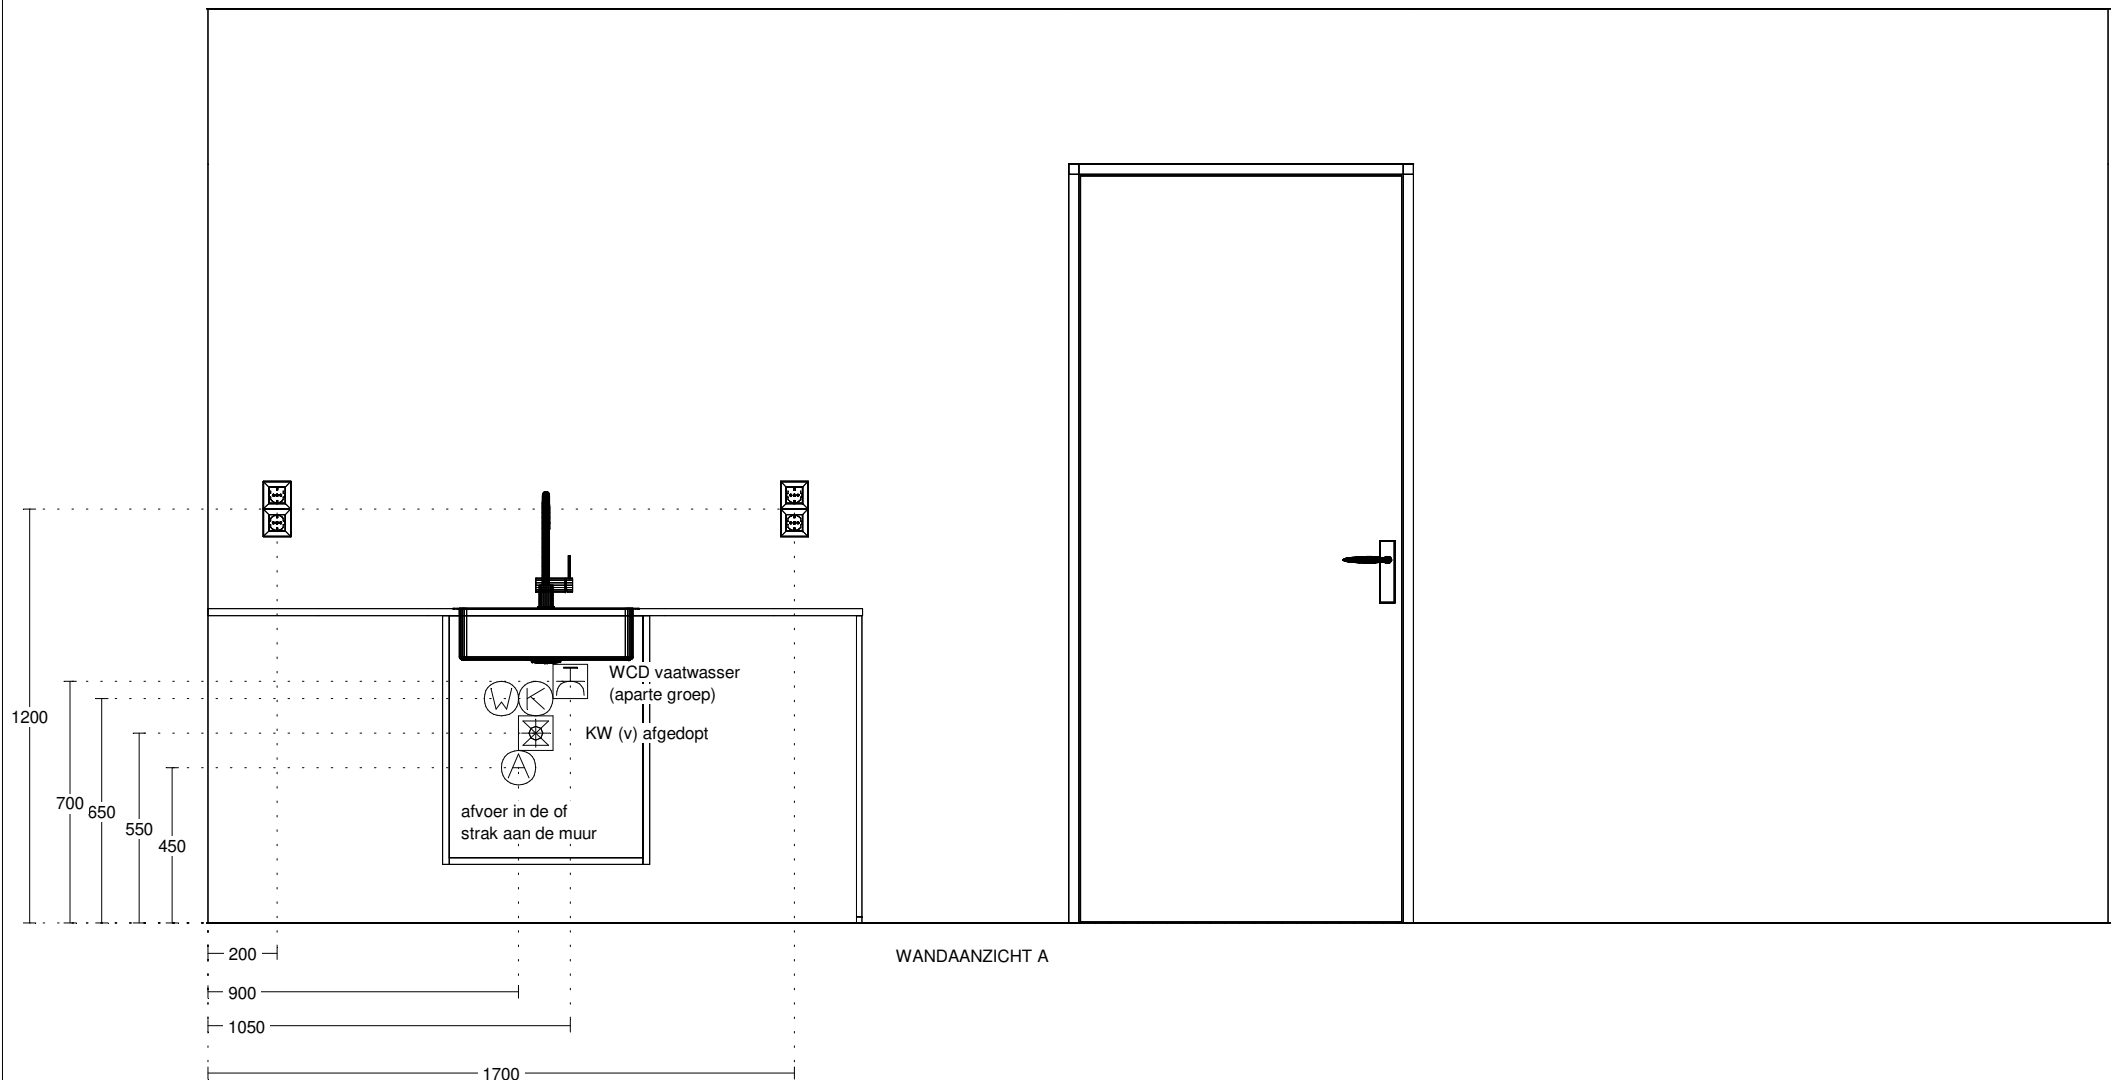 W K
WCD vaatwasser
(aparte groep)
KW (v) afgedopt
A
afvoer in de of
strak aan de muur
1200
700
650
550
450
200
900
1050
1700
WANDAANZICHT A